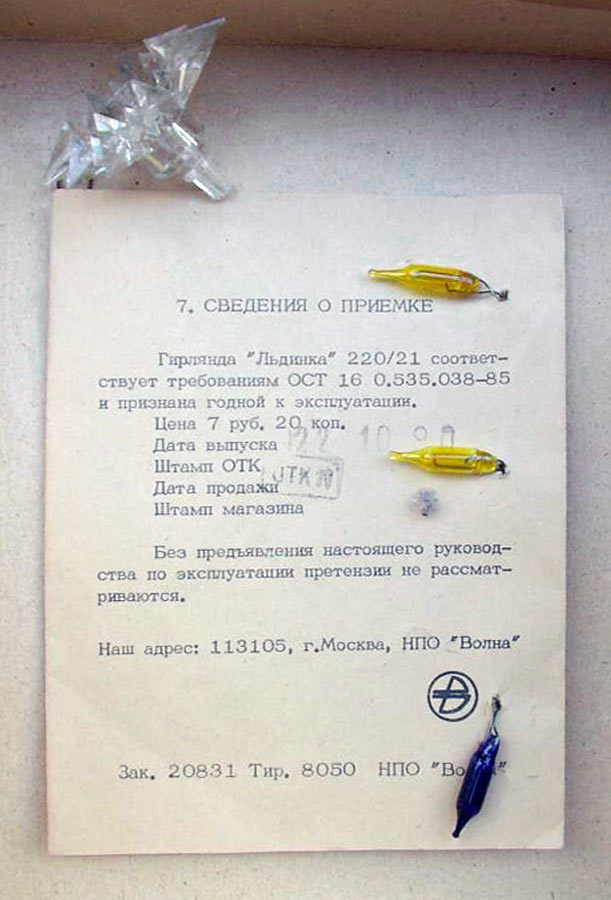 7. СВЕДЕНИЯ О ПРИЕМКЕ
Гирлянда "Льдинка" 220/21 соответ-
ствует требованиям ОСТ 16 0.535.038-85
и признана годной к эксплуатации.
Цена 7 руб. 20 коп.
Дата выпуска 22 10
Штамп ОТК
Дата продажи
Штамп магазина
Без предъявления настоящего руковод-
ства по эксплуатации претензии не рассмат-
риваются.
Наш адрес: 113105, г.Москва, НПО "Волна"
Зак. 20831 Тир. 8050 НПО